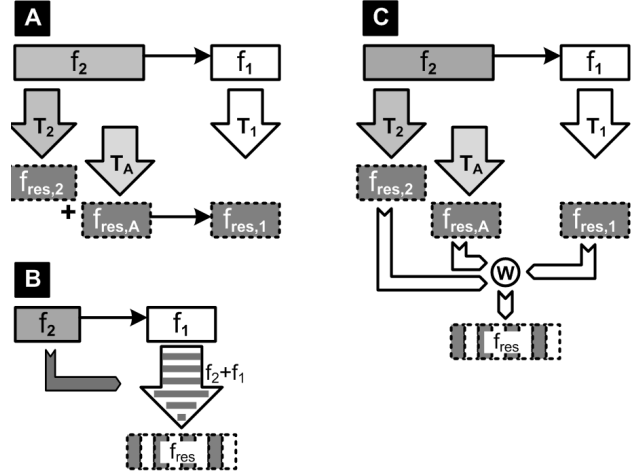 A
f2
f1
T2
TA
T1
fres,2
+
fres,A
fres,1
B
f2
f1
f2+f1
fres
C
f2
f1
T2
TA
T1
fres,2
fres,A
fres,1
W
fres